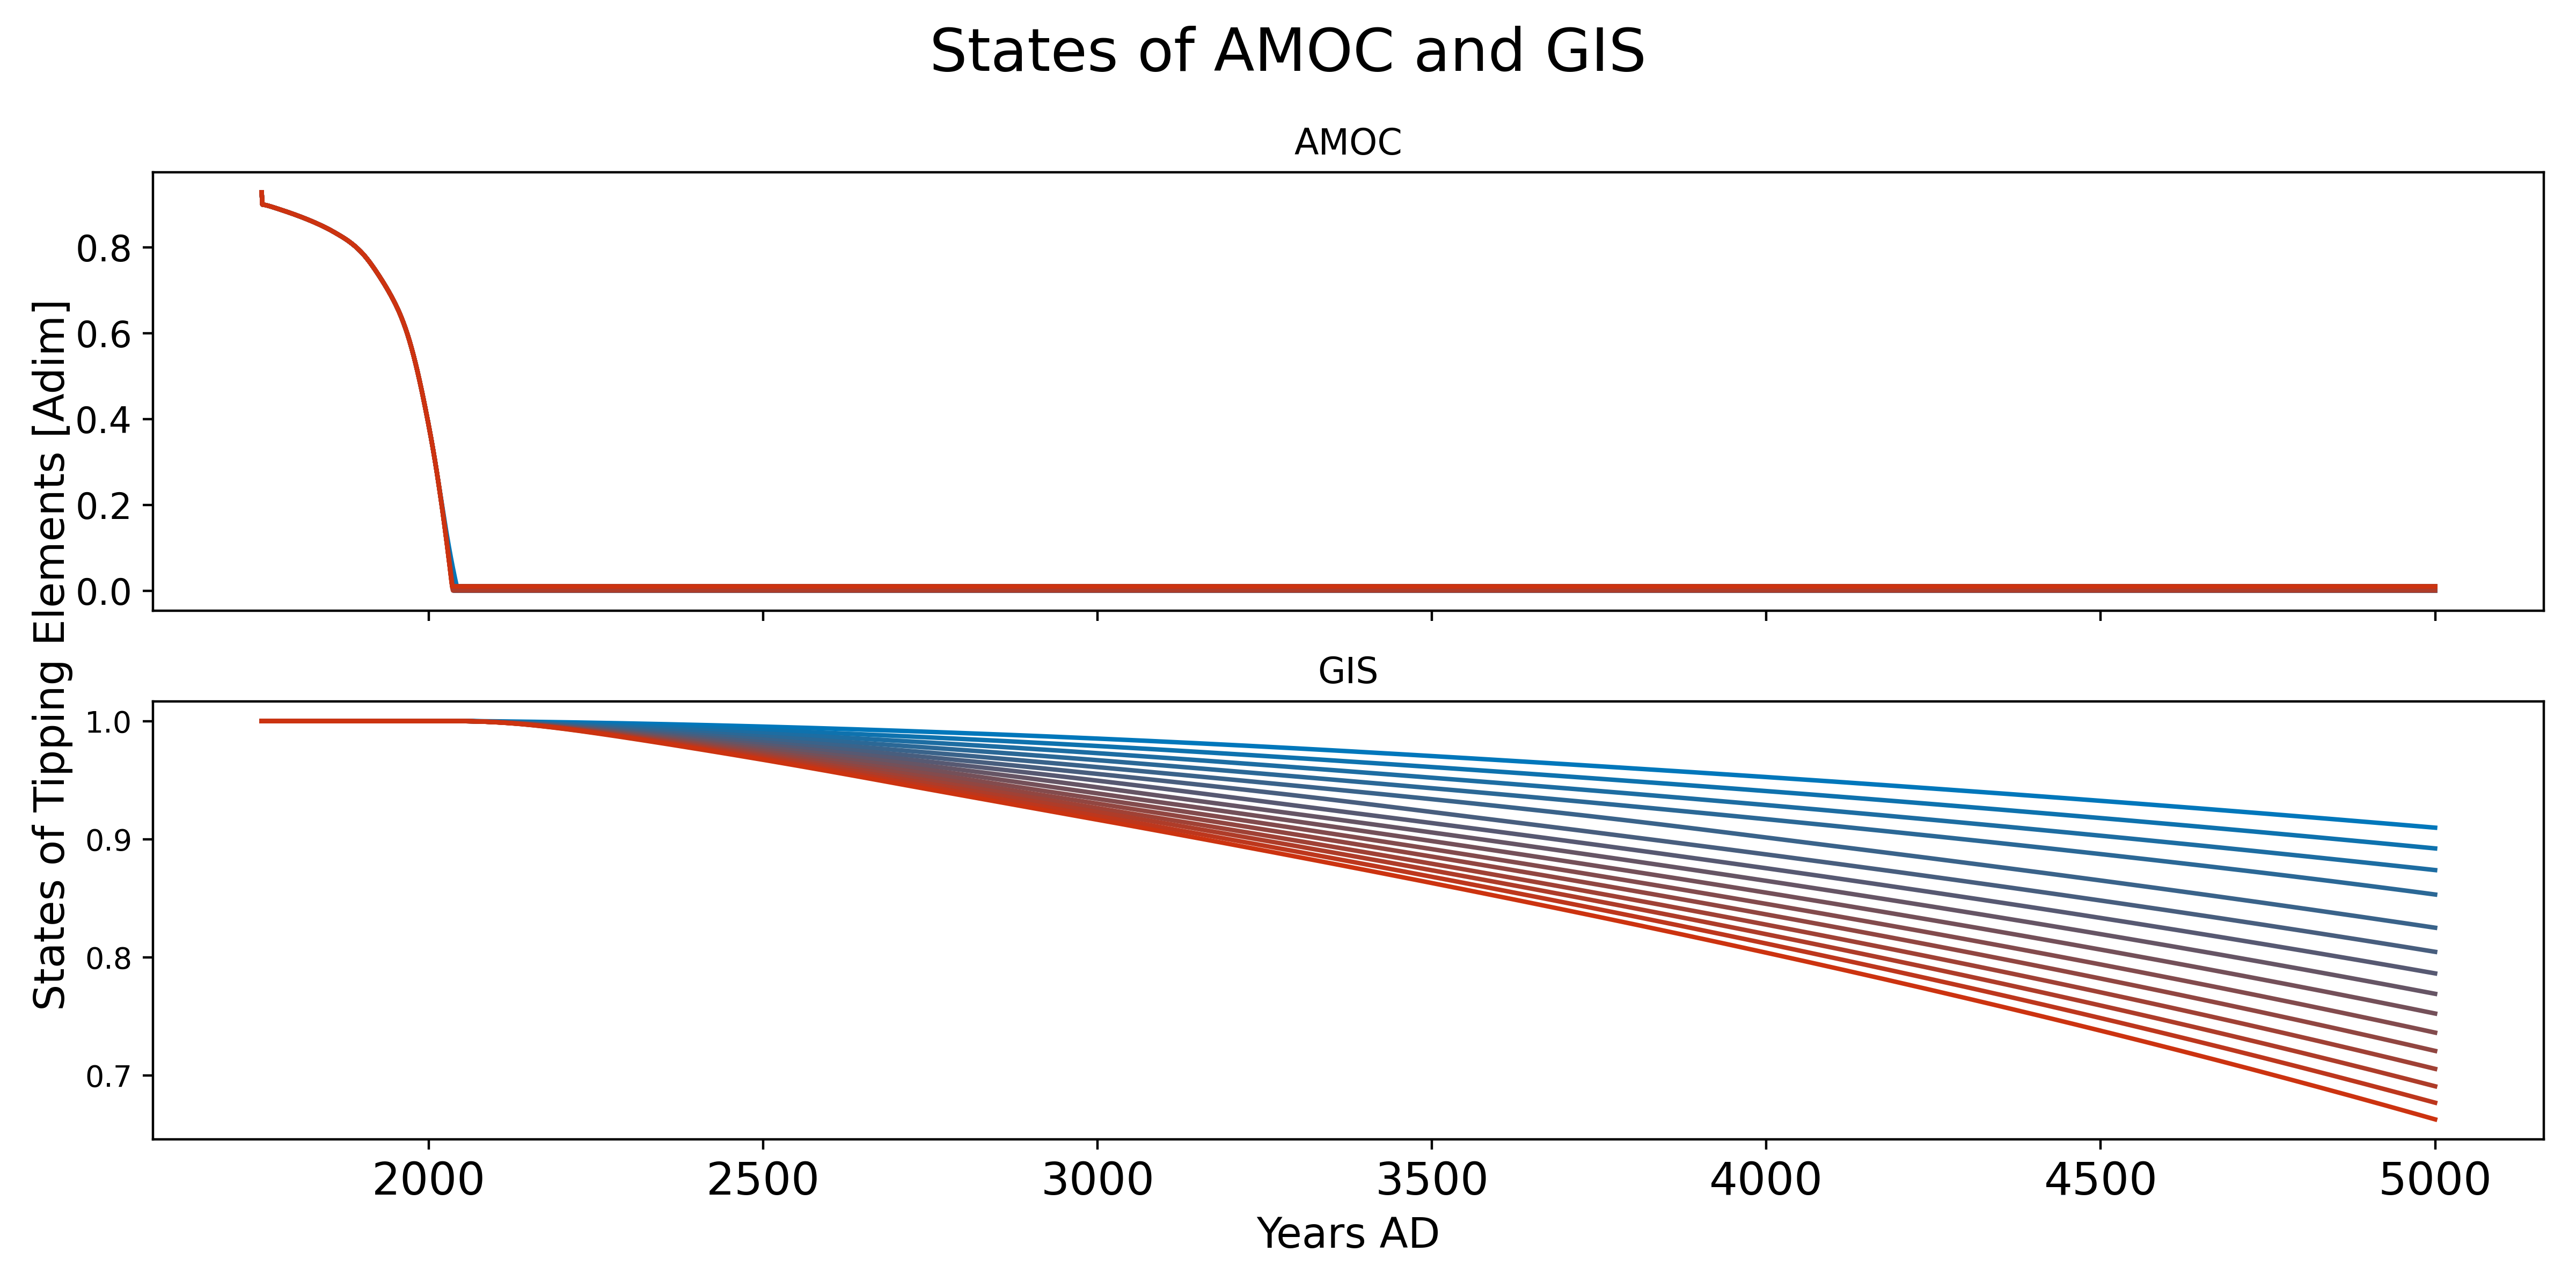 States of AMOC and GIS
AMOC
0.8
0.6
0.4
0.2
0.0
States of Tipping Elements [Adim]
GIS
1.0
0.9
0.8
0.7
2000 2500 3000 3500 4000 4500 5000
Years AD